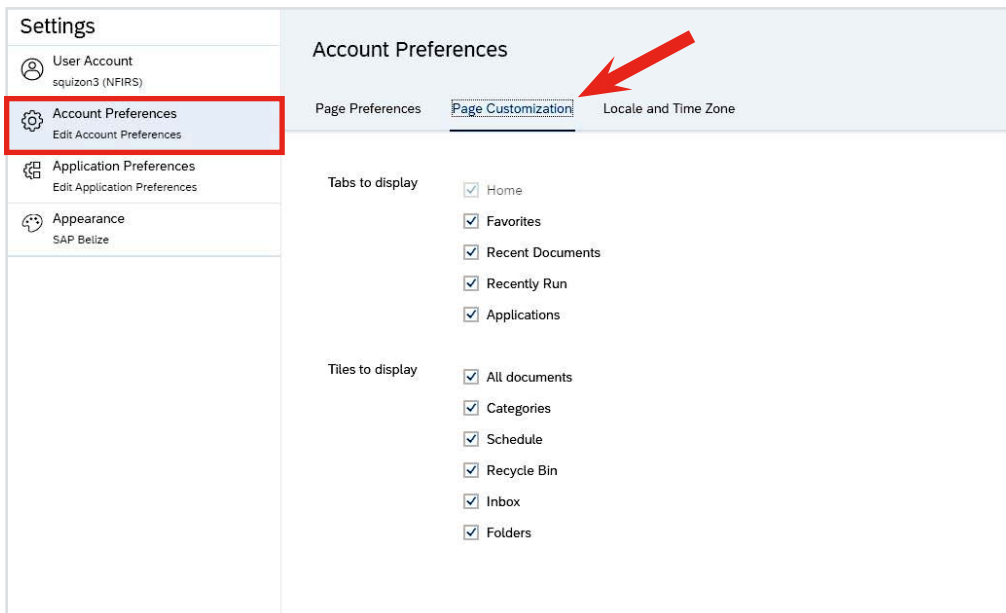 Settings
User Account
squizon3 (NFIRS)
Account Preferences
Edit Account Preferences
Application Preferences
Edit Application Preferences
Appearance
SAP Belize
Account Preferences
Page Preferences Page Customization Locale and Time Zone
Tabs to display
Home
Favorites
Recent Documents
Recently Run
Applications
Tiles to display
All documents
Categories
Schedule
Recycle Bin
Inbox
Folders